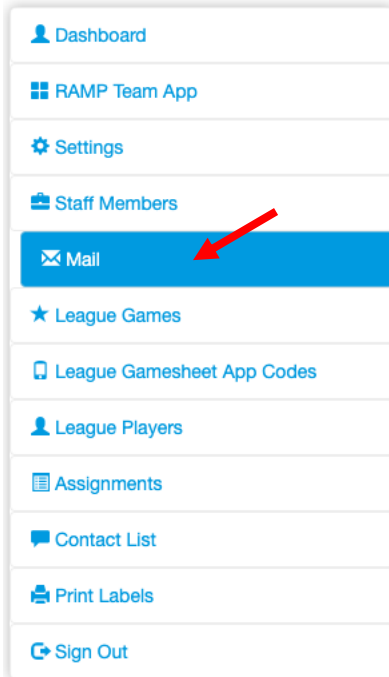 Dashboard
RAMP Team App
Settings
Staff Members
Mail
League Games
League Gamesheet App Codes
League Players
Assignments
Contact List
Print Labels
Sign Out